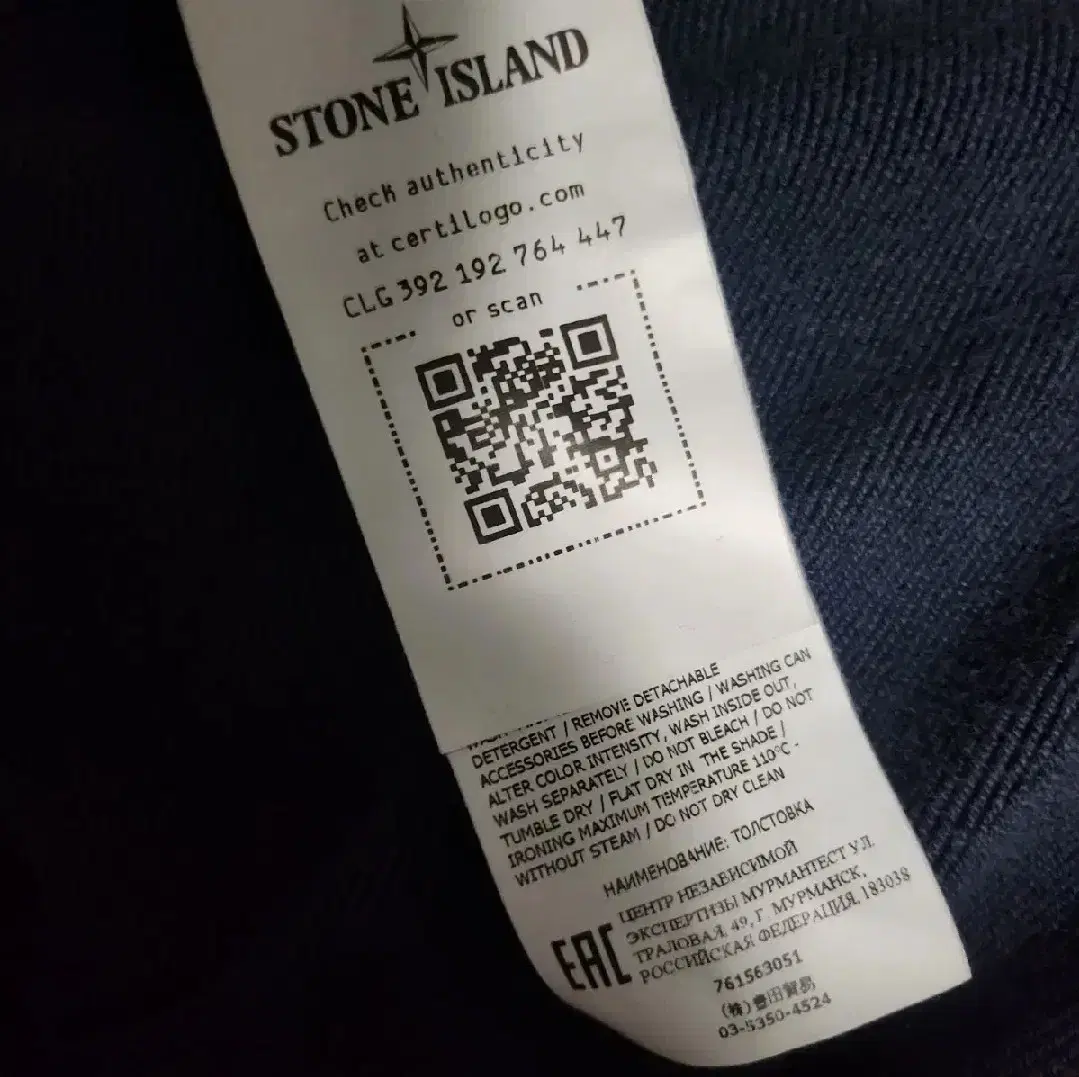 STONE ISLAND
Check authenticity
at certilogo.com
CLG 392 192 764 447
or scan
DETERGENT / REMOVE DETACHABLE
ACCESSORIES BEFORE WASHING / WASHING CAN
ALTER COLOR INTENSITY, WASH INSIDE OUT,
WASH SEPARATELY / DO NOT BLEACH / DO NOT
TUMBLE DRY / FLAT DRY IN THE SHADE /
IRONING MAXIMUM TEMPERATURE 110°C -
WITHOUT STEAM / DO NOT DRY CLEAN
НАИМЕНОВАНИЕ: ТОЛСТОВКА
ЦЕНТР НЕЗАВИСИМОЙ
ЭКСПЕРТИЗЫ МУРМАНТЕСТ УЛ.
ТРАЛОВАЯ, 49, Г. МУРМАНСК,
РОССИЙСКАЯ ФЕДЕРАЦИЯ, 183038
EAC
761563051
(株)豊田貿易
03-5350-4524